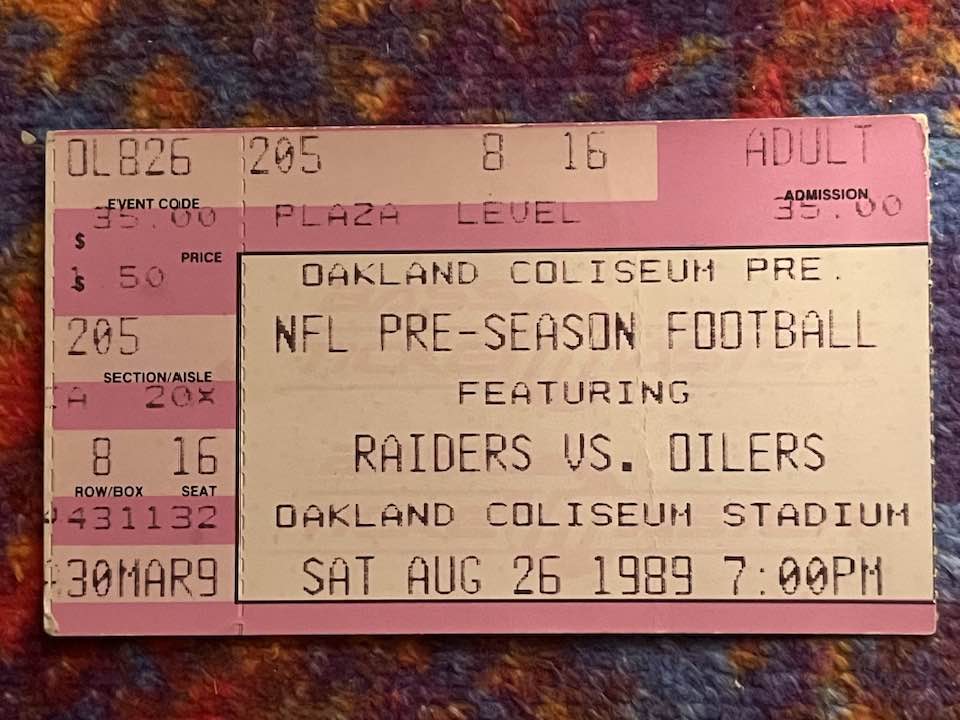 OL826
EVENT CODE
35.00
$
PRICE
$ .50
205
SECTION/AISLE
CA 20X
8 16
ROW/BOX SEAT
431132
30MAR9
205 8 16 ADULT
ADMISSION
PLAZA LEVEL 35.00
OAKLAND COLISEUM PRE.
NFL PRE-SEASON FOOTBALL
FEATURING
RAIDERS VS. OILERS
OAKLAND COLISEUM STADIUM
SAT AUG 26 1989 7:00PM